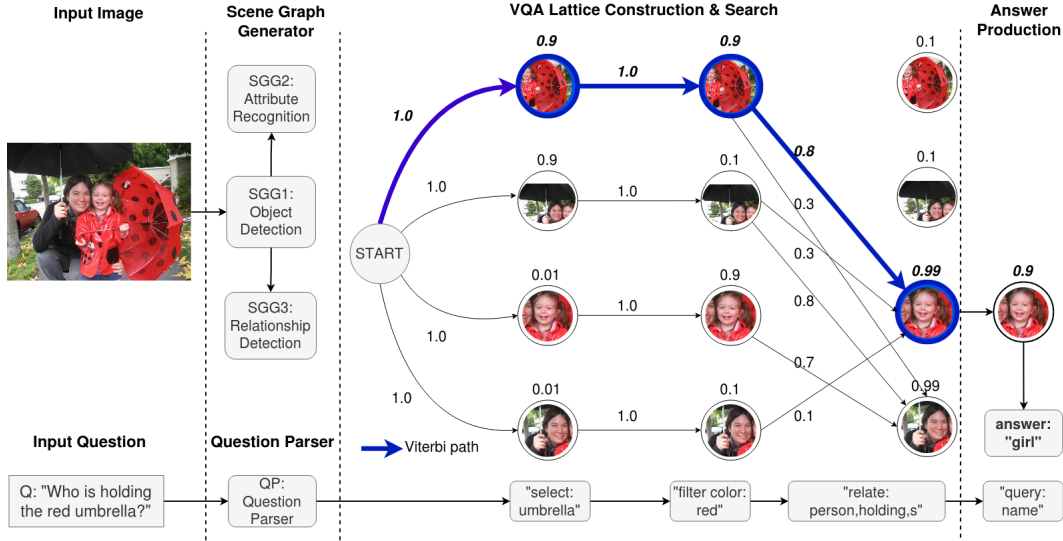 Input Image
Scene Graph
Generator
VQA Lattice Construction & Search
Answer
Production
SGG2:
Attribute
Recognition
SGG1:
Object
Detection
SGG3:
Relationship
Detection
START
1.0
1.0
1.0
1.0
0.9
1.0
0.9
0.1
0.9
1.0
0.1
0.1
0.01
1.0
0.9
0.99
0.9
0.01
1.0
0.1
0.99
0.8
0.3
0.3
0.8
0.7
0.1
answer:
"girl"
Viterbi path
Input Question
Question Parser
Q: "Who is holding
the red umbrella?"
QP:
Question
Parser
"select:
umbrella"
"filter color:
red"
"relate:
person,holding,s"
"query:
name"